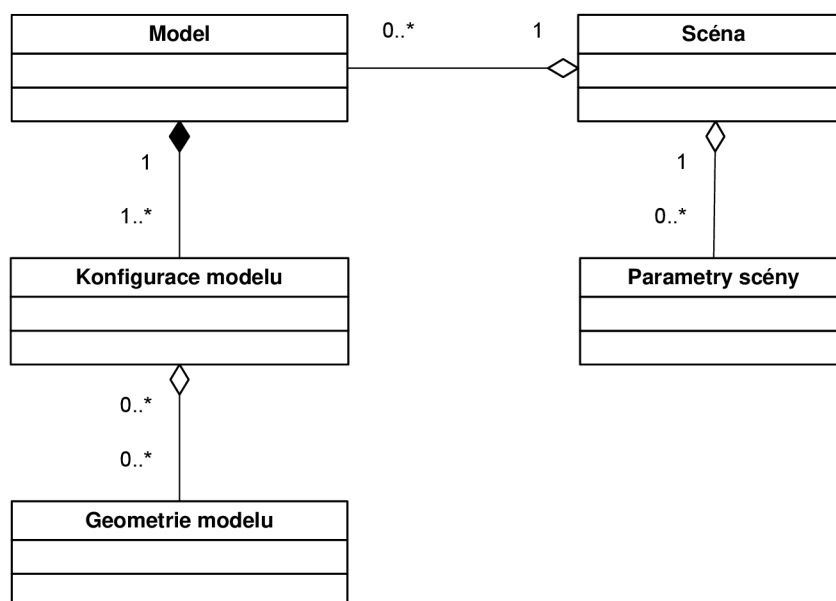 Model
0..*
1
Scéna
1
1..*
1
0..*
Konfigurace modelu
Parametry scény
0..*
0..*
Geometrie modelu